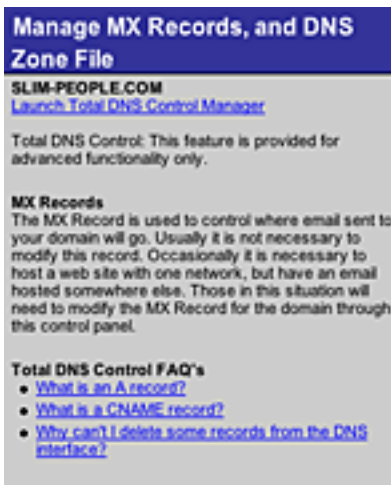 Manage MX Records, and DNS
Zone File
SLIM-PEOPLE.COM
Launch Total DNS Control Manager
Total DNS Control: This feature is provided for
advanced functionality only.
MX Records
The MX Record is used to control where email sent to
your domain will go. Usually it is not necessary to
modify this record. Occasionally it is necessary to
host a web site with one network, but have an email
hosted somewhere else. Those in this situation will
need to modify the MX Record for the domain through
this control panel.
Total DNS Control FAQ's
• What is an A record?
• What is a CNAME record?
• Why can't I delete some records from the DNS
interface?